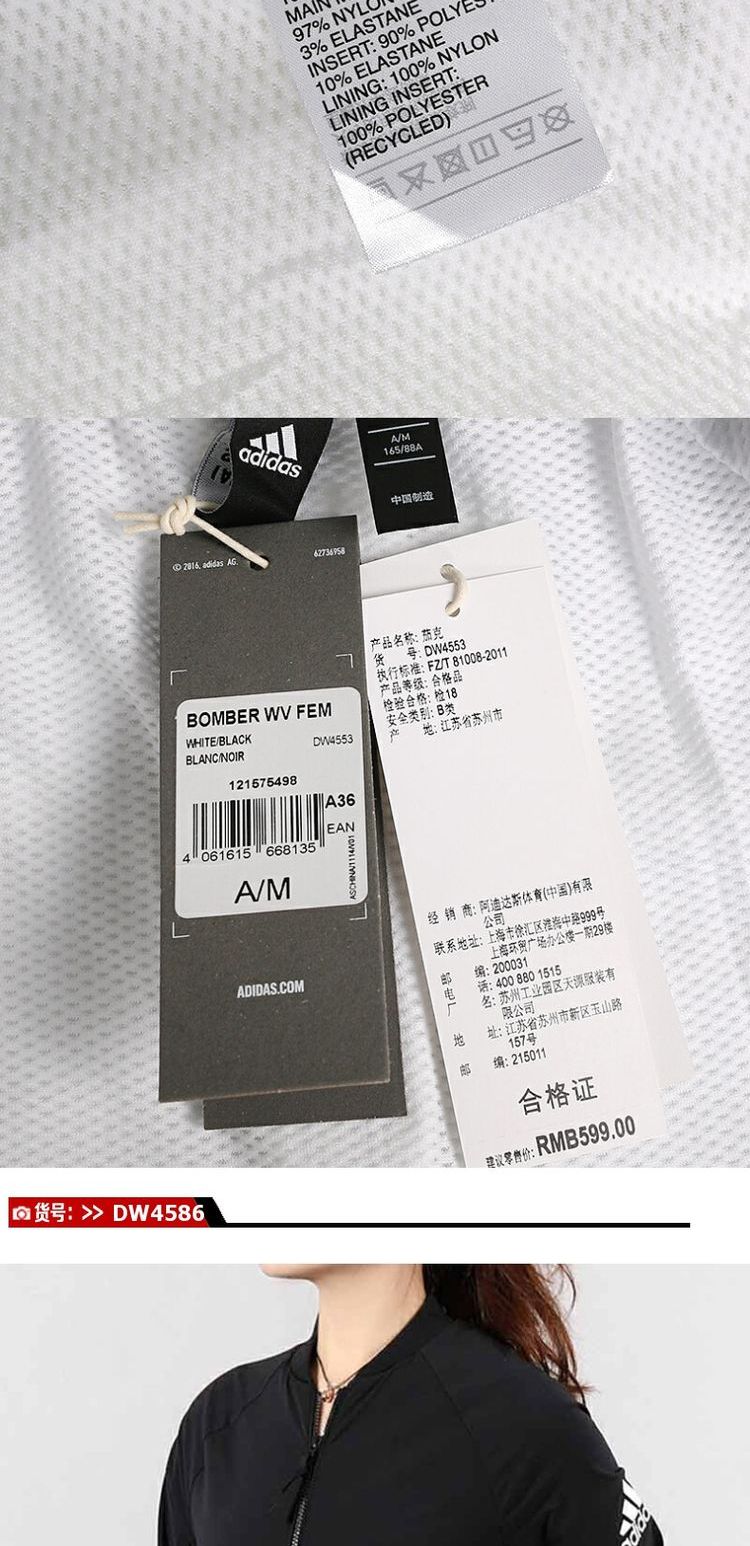 97% NYLON
3% ELASTANE
INSERT: 90% POLYEST
10% ELASTANE
LINING: 100% NYLON
LINING INSERT:
100% POLYESTER
(RECYCLED)
adidas
A/M
165/88A
中国制造
© 2016, adidas AG.
62736958
BOMBER WV FEM
WHITE/BLACK DW4553
BLANC/NOIR
121575498
A36
EAN
4 061615 668135
ASCHINA/1114/V01
A/M
ADIDAS.COM
产品名称: 茄克
货 号: DW4553
执行标准: FZ/T 81008-2011
产品等级: 合格品
检验合格: 检18
安全类别: B类
产 地: 江苏省苏州市
经 销 商: 阿迪达斯体育(中国)有限
公司
联系地址: 上海市徐汇区淮海中路999号
上海环贸广场办公楼一期29楼
邮 编: 200031
电 话: 400 880 1515
厂 名: 苏州工业园区天源服装有
限公司
地 址: 江苏省苏州市新区玉山路
157号
邮 编: 215011
合格证
建议零售价: RMB599.00
货号: >> DW4586
adidas